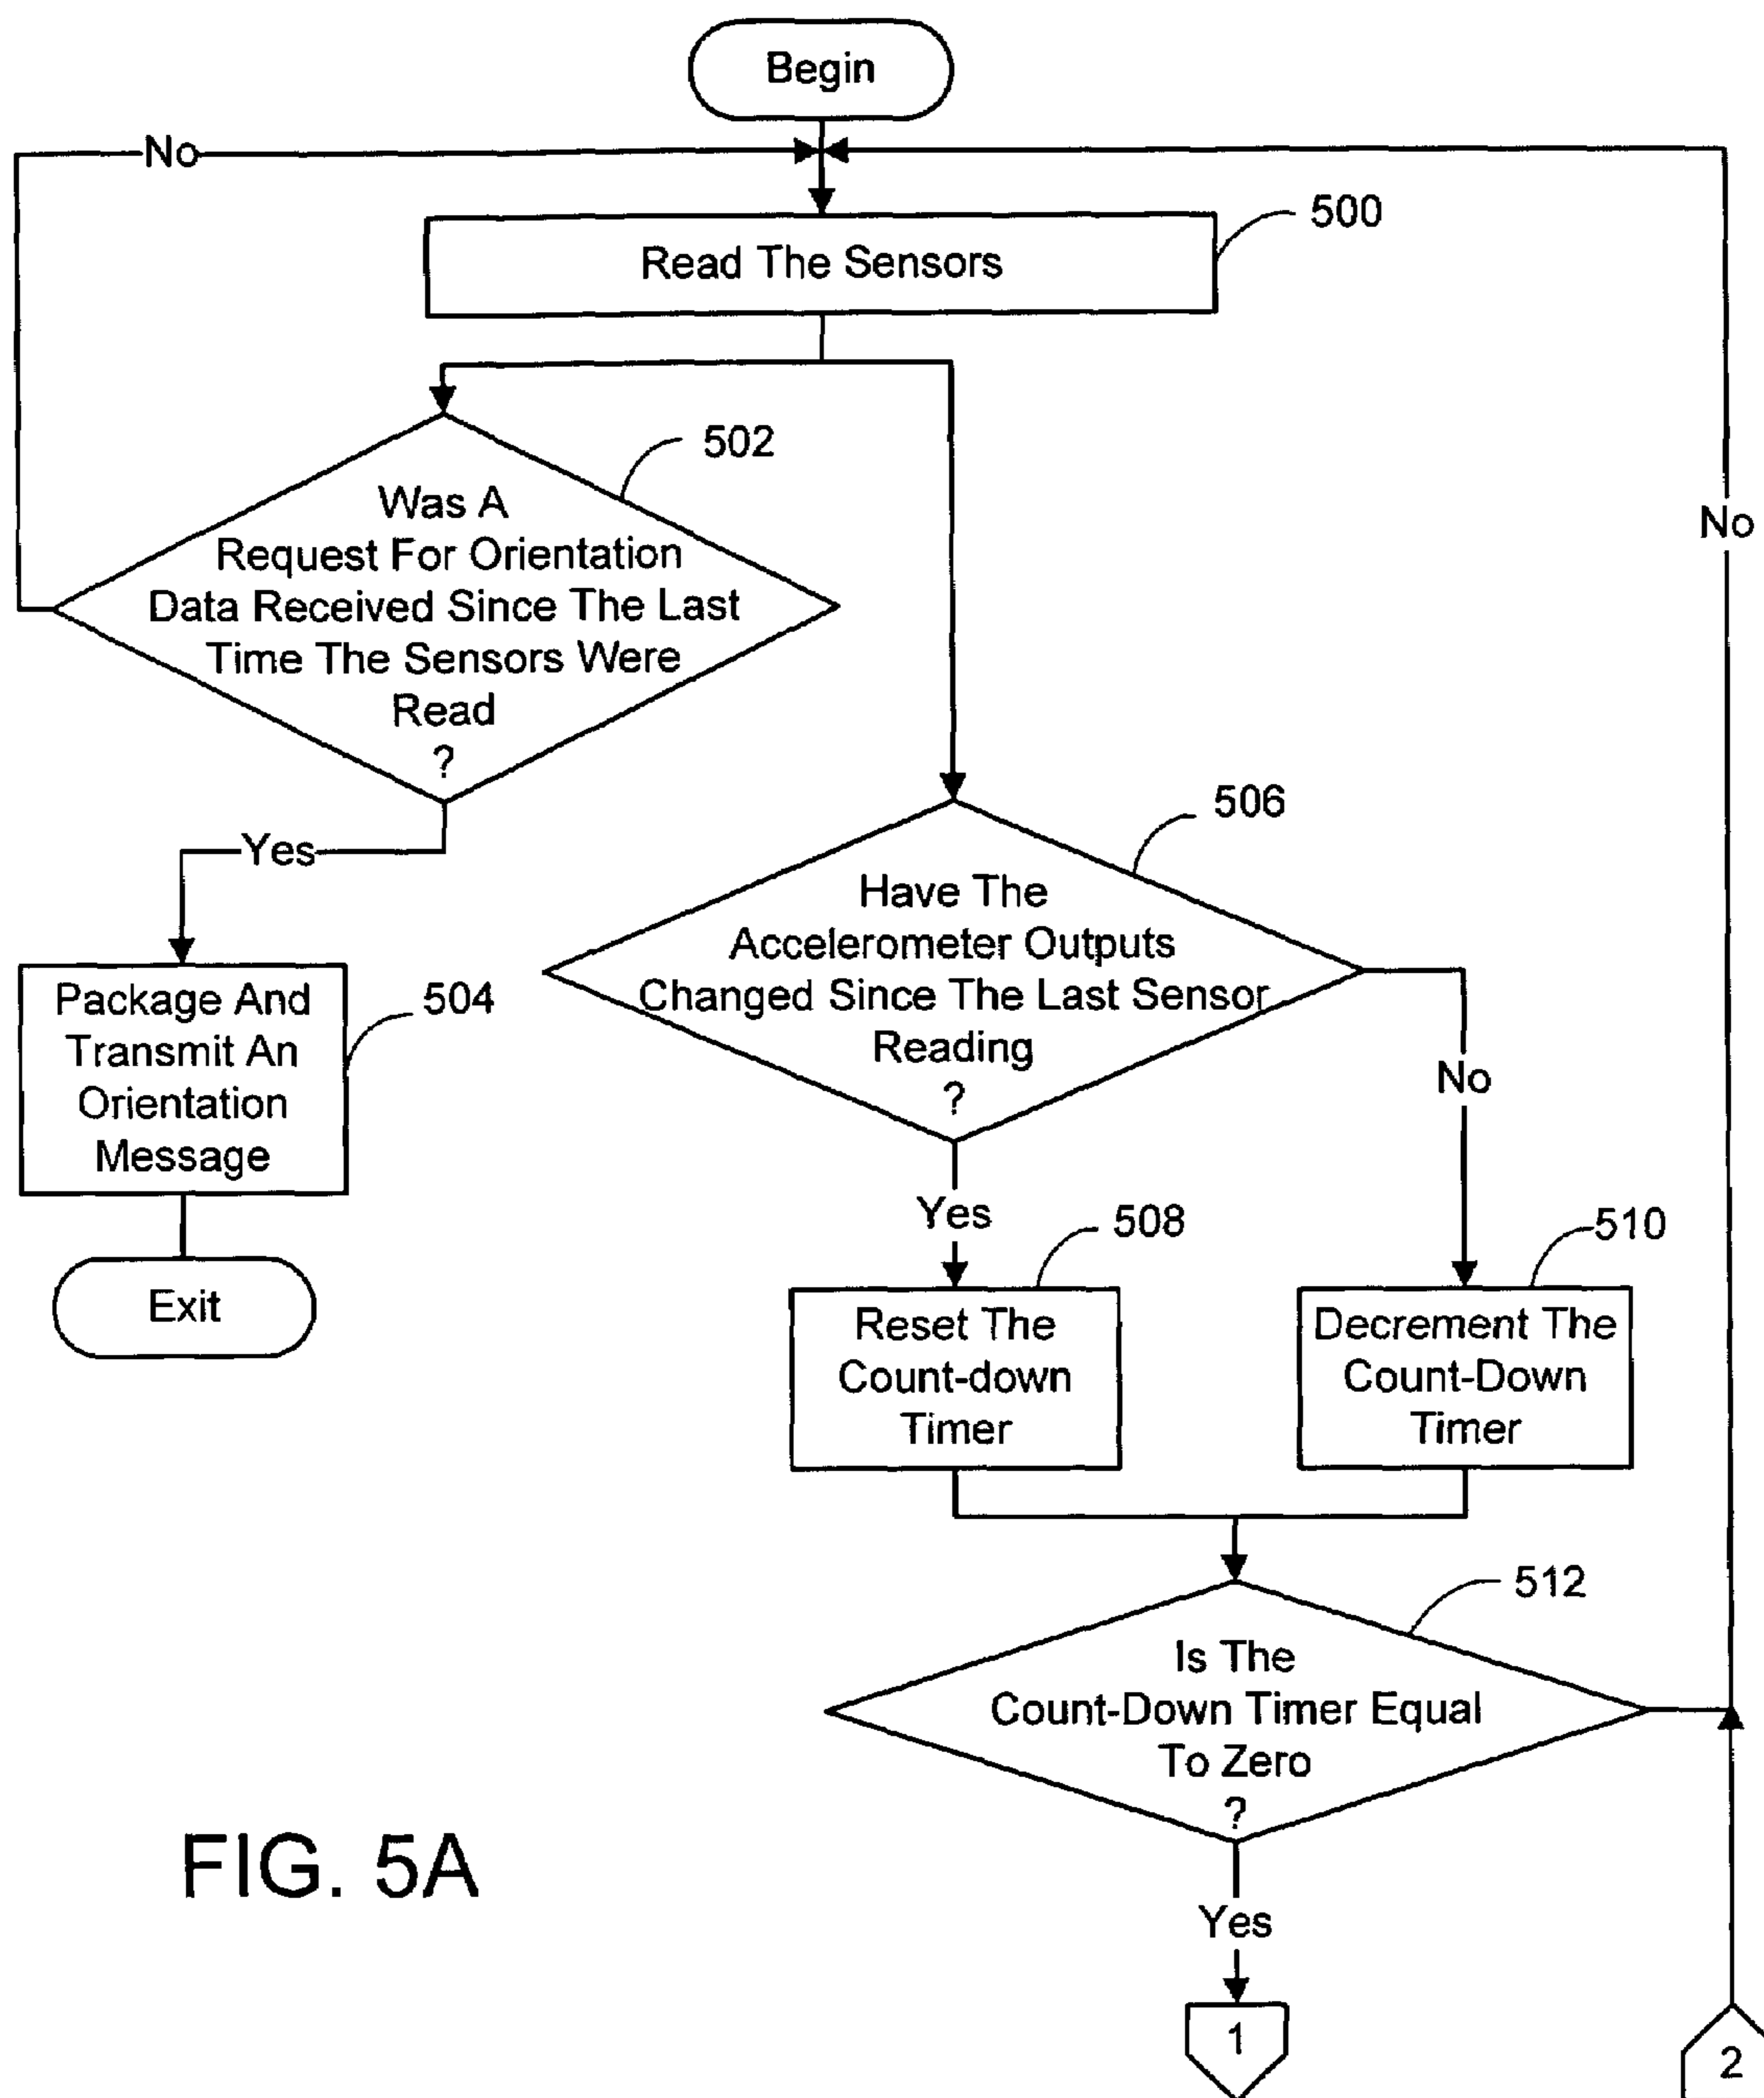 Begin
No
500
Read The Sensors
502
Was A
Request For Orientation
Data Received Since The Last
Time The Sensors Were
Read
?
No
Yes
506
Have The
Accelerometer Outputs
Changed Since The Last Sensor
Reading
?
504
Package And
Transmit An
Orientation
Message
No
Yes
508
510
Exit
Reset The
Count-down
Timer
Decrement The
Count-Down
Timer
512
Is The
Count-Down Timer Equal
To Zero
?
FIG. 5A
Yes
1
2